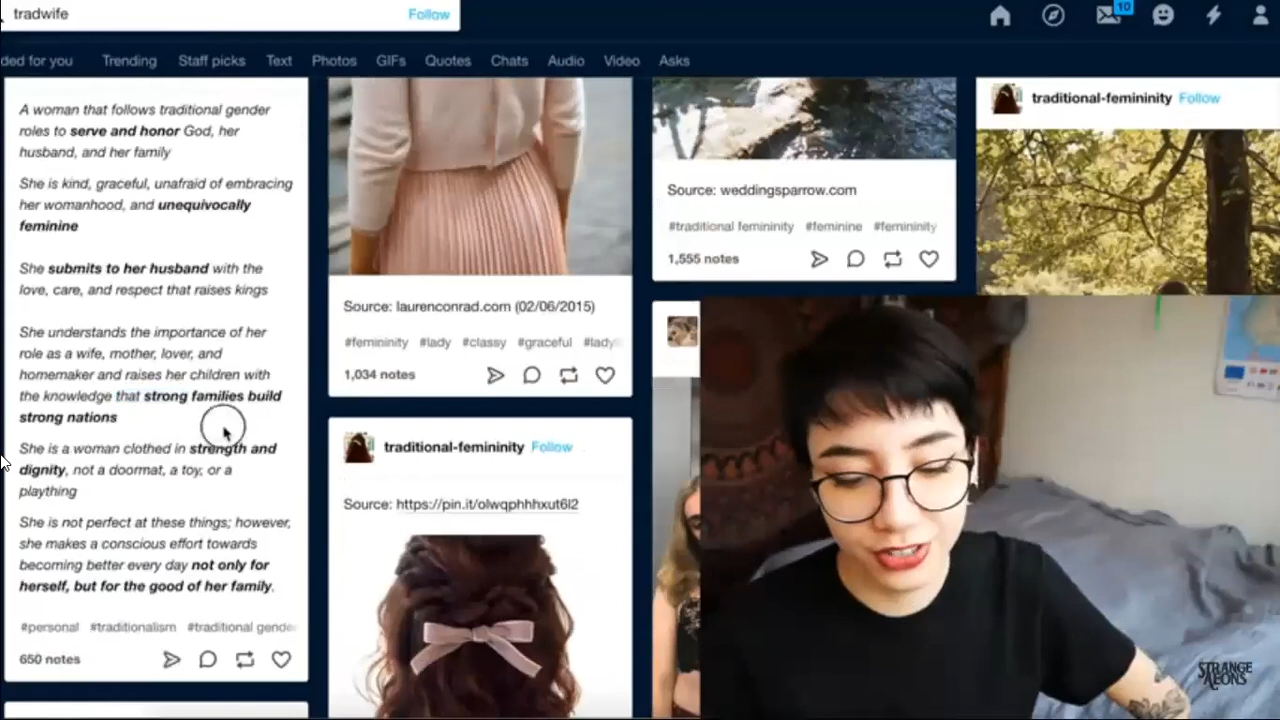 tradwife
Follow
10
ded for you Trending Staff picks Text Photos GIFs Quotes Chats Audio Video Asks
A woman that follows traditional gender
roles to serve and honor God, her
husband, and her family
She is kind, graceful, unafraid of embracing
her womanhood, and unequivocally
feminine
She submits to her husband with the
love, care, and respect that raises kings
She understands the importance of her
role as a wife, mother, lover, and
homemaker and raises her children with
the knowledge that strong families build
strong nations
She is a woman clothed in strength and
dignity, not a doormat, a toy, or a
plaything
She is not perfect at these things; however,
she makes a conscious effort towards
becoming better every day not only for
herself, but for the good of her family.
#personal #traditionalism #traditional gende
650 notes
Source: laurenconrad.com (02/06/2015)
#femininity #lady #classy #graceful #lady
1,034 notes
traditional-femininity Follow
Source: https://pin.it/olwqphhhxut6l2
Source: weddingsparrow.com
#traditional femininity #feminine #femininity
1,555 notes
traditional-femininity Follow
STRANGE
ÆONS